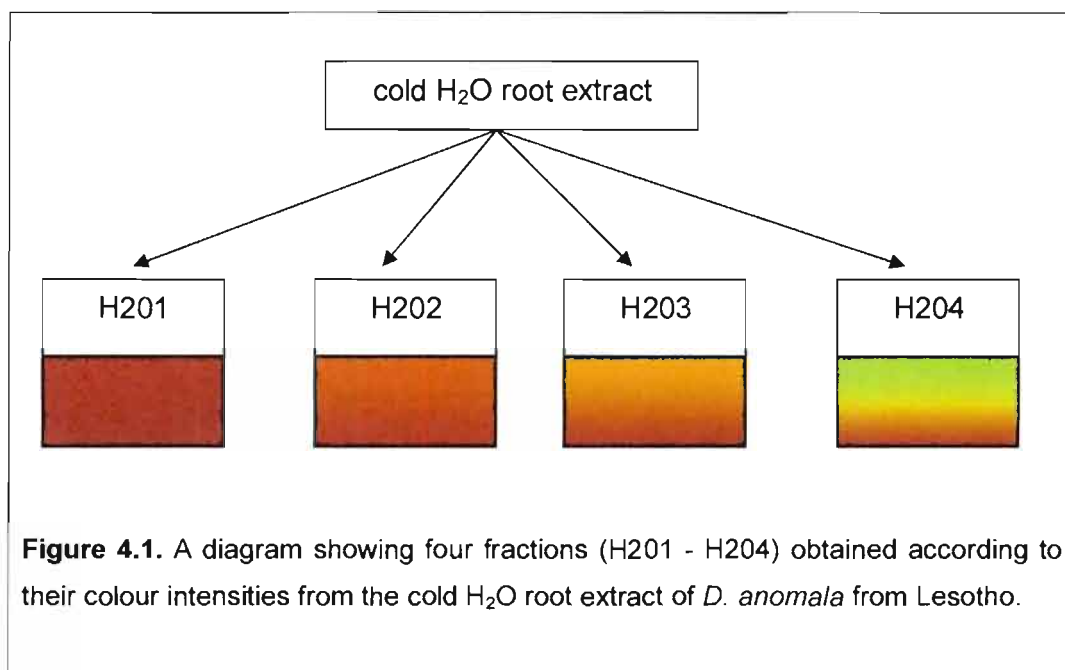 cold H₂O root extract
H201 H202 H203 H204
Figure 4.1. A diagram showing four fractions (H201 - H204) obtained according to
their colour intensities from the cold H₂O root extract of D. anomala from Lesotho.